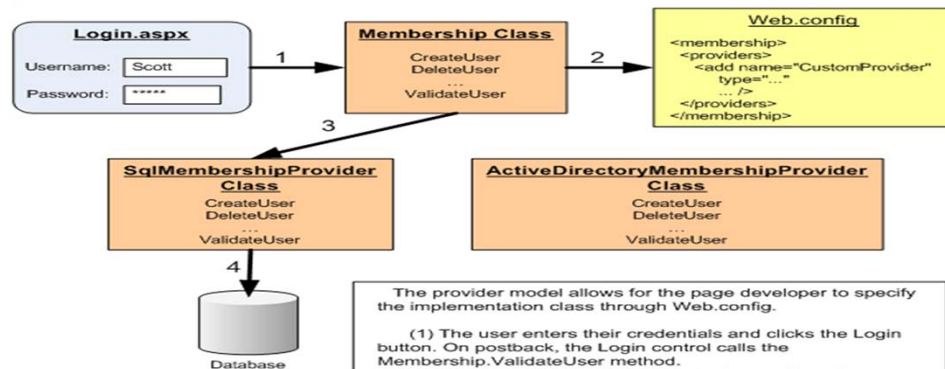 Login.aspx
Username: Scott
Password: *****
1
Membership Class
CreateUser
DeleteUser
...
ValidateUser
2
Web.config
<membership>
<providers>
<add name="CustomProvider"
type="..."
... />
</providers>
</membership>
3
SqlMembershipProvider
Class
CreateUser
DeleteUser
...
ValidateUser
ActiveDirectoryMembershipProvider
Class
CreateUser
DeleteUser
...
ValidateUser
4
Database
The provider model allows for the page developer to specify
the implementation class through Web.config.
(1) The user enters their credentials and clicks the Login
button. On postback, the Login control calls the
Membership.ValidateUser method.